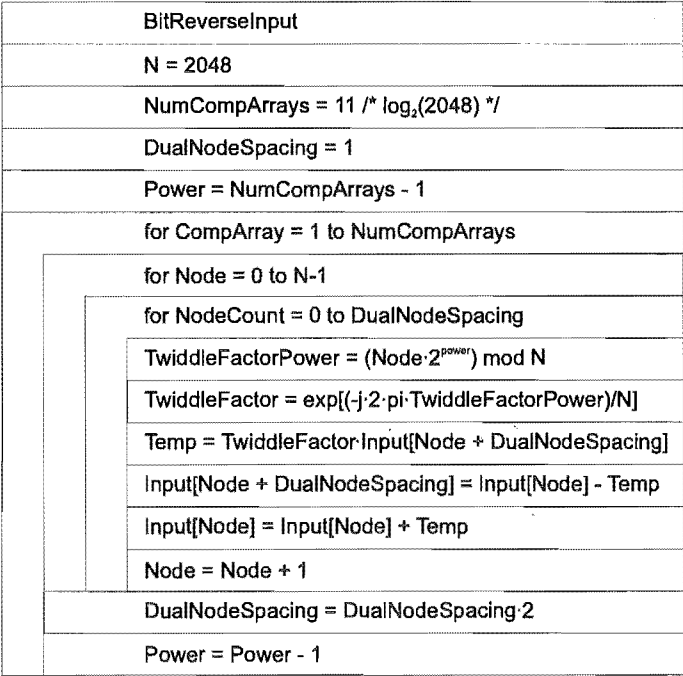 BitReverseInput
N = 2048
NumCompArrays = 11 /* log₂(2048) */
DualNodeSpacing = 1
Power = NumCompArrays - 1
for CompArray = 1 to NumCompArrays
for Node = 0 to N-1
for NodeCount = 0 to DualNodeSpacing
TwiddleFactorPower = (Node·2ᵖᵒʷᵉʳ) mod N
TwiddleFactor = exp[(-j·2·pi·TwiddleFactorPower)/N]
Temp = TwiddleFactor·Input[Node + DualNodeSpacing]
Input[Node + DualNodeSpacing] = Input[Node] - Temp
Input[Node] = Input[Node] + Temp
Node = Node + 1
DualNodeSpacing = DualNodeSpacing·2
Power = Power - 1